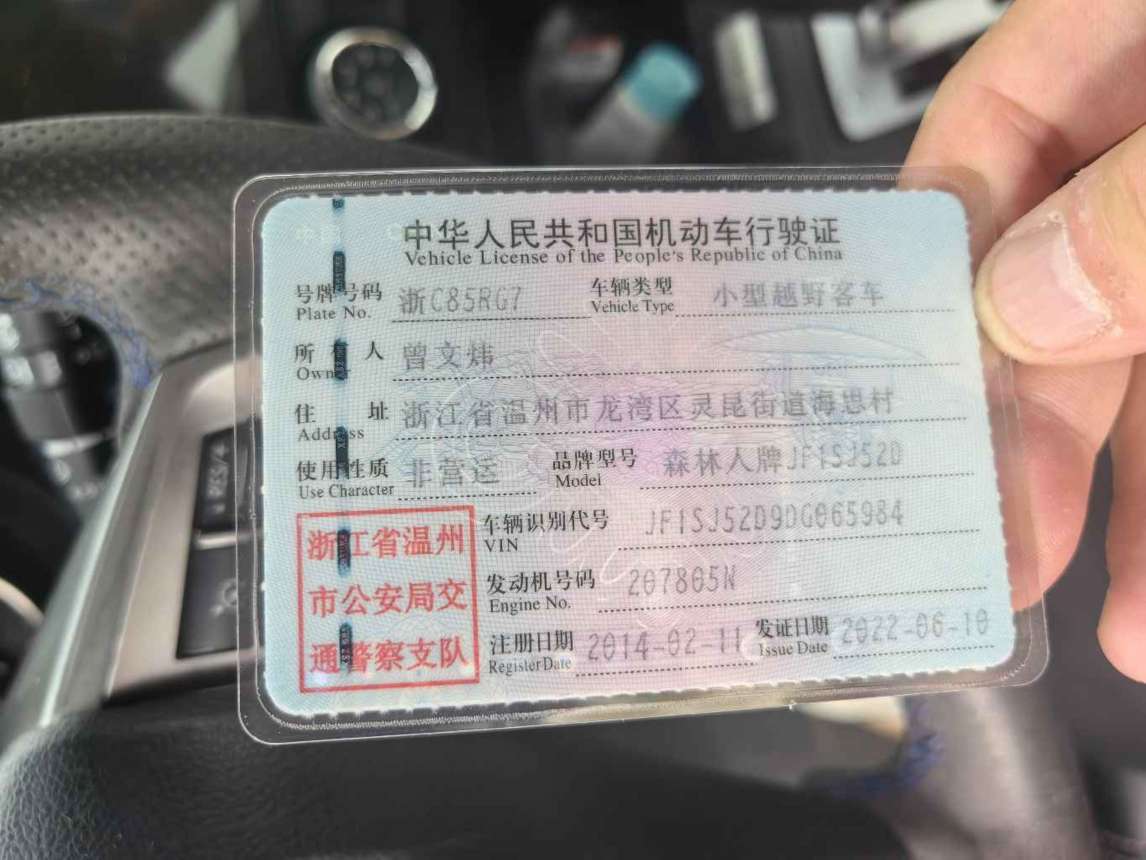 中华人民共和国机动车行驶证
Vehicle License of the People's Republic of China
号牌号码 浙C85RG7 车辆类型 小型越野客车
Plate No. Vehicle Type
所有人 曾文炜
Owner
住址 浙江省温州市龙湾区灵昆街道海思村
Address
使用性质 非营运 品牌型号 森林人牌JF1SJ52D
Use Character Model
浙江省温州
市公安局交
通警察支队
车辆识别代号 JF1SJ52D9DG065984
VIN
发动机号码 207805N
Engine No.
注册日期 2014-02-11 发证日期 2022-06-10
Register Date Issue Date
RES/+